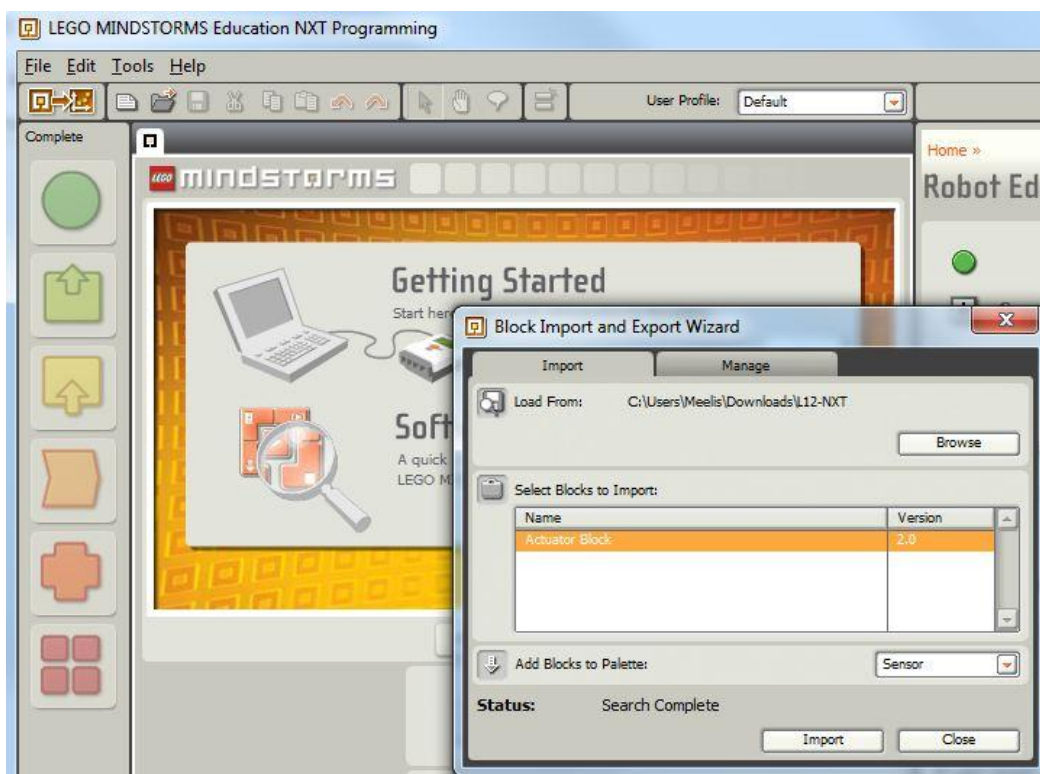 LEGO MINDSTORMS Education NXT Programming
File Edit Tools Help
User Profile: Default
Complete
Home »
LEGO mindstorms
Robot Ed
Getting Started
Start her
Block Import and Export Wizard
Import Manage
Load From: C:\Users\Meelis\Downloads\L12-NXT
Soft
Browse
A quick
LEGO M
Select Blocks to Import:
Name Version
Actuator Block 2.0
Add Blocks to Palette: Sensor
Status: Search Complete
Import Close